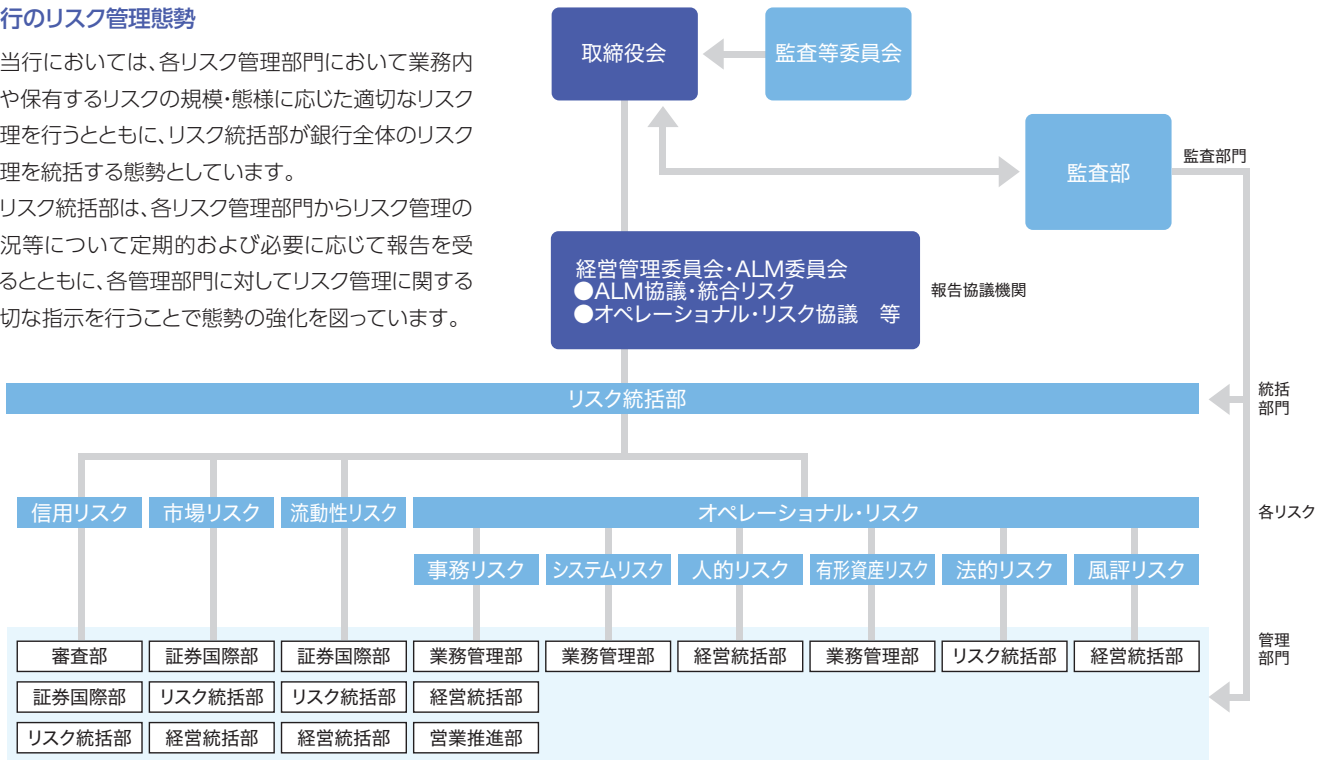 行のリスク管理態勢
当行においては、各リスク管理部門において業務内
や保有するリスクの規模・態様に応じた適切なリスク
理を行うとともに、リスク統括部が銀行全体のリスク
理を統括する態勢としています。
リスク統括部は、各リスク管理部門からリスク管理の
況等について定期的および必要に応じて報告を受
るとともに、各管理部門に対してリスク管理に関する
切な指示を行うことで態勢の強化を図っています。
取締役会
監査等委員会
監査部
監査部門
経営管理委員会・ALM委員会
●ALM協議・統合リスク
●オペレーショナル・リスク協議 等
報告協議機関
リスク統括部
統括
部門
信用リスク
市場リスク
流動性リスク
オペレーショナル・リスク
各リスク
事務リスク
システムリスク
人的リスク
有形資産リスク
法的リスク
風評リスク
管理
部門
審査部
証券国際部
証券国際部
業務管理部
業務管理部
経営統括部
業務管理部
リスク統括部
経営統括部
証券国際部
リスク統括部
リスク統括部
経営統括部
リスク統括部
経営統括部
経営統括部
営業推進部